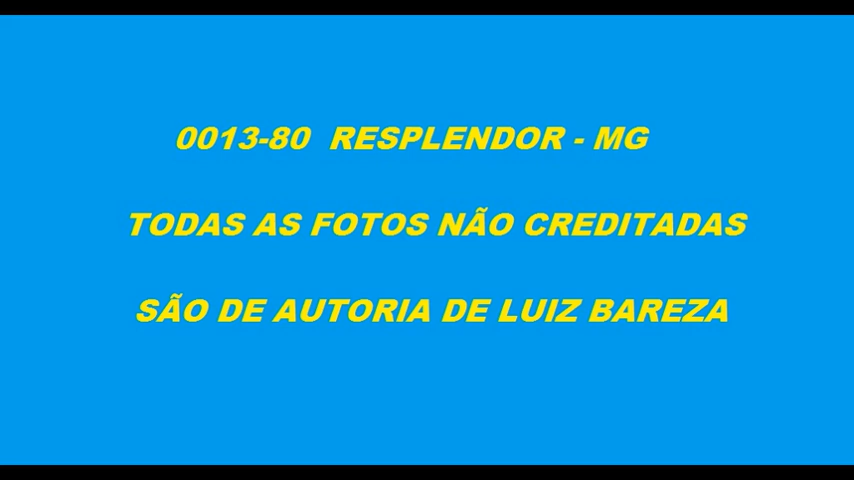 0013-80 RESPLENDOR - MG
TODAS AS FOTOS NÃO CREDITADAS
SÃO DE AUTORIA DE LUIZ BAREZA